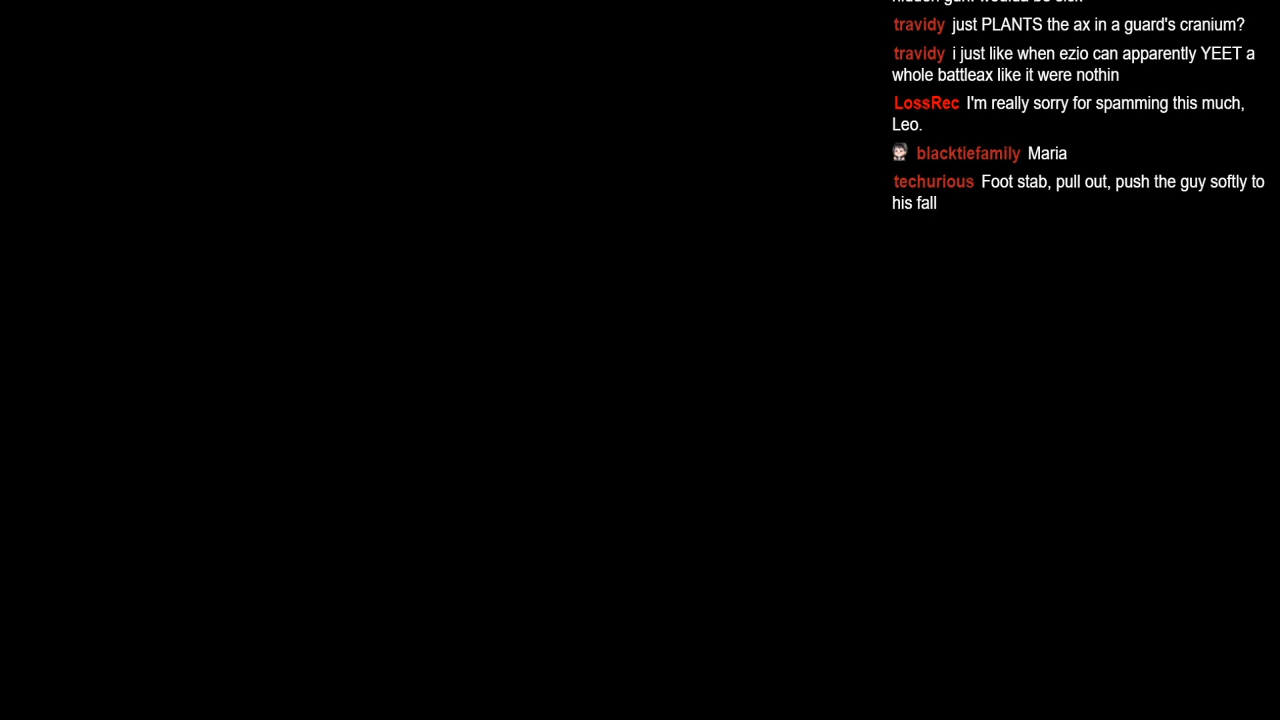 travidy just PLANTS the ax in a guard's cranium?
travidy i just like when ezio can apparently YEET a
whole battleax like it were nothin
LossRec I'm really sorry for spamming this much,
Leo.
blacktiefamily Maria
techurious Foot stab, pull out, push the guy softly to
his fall